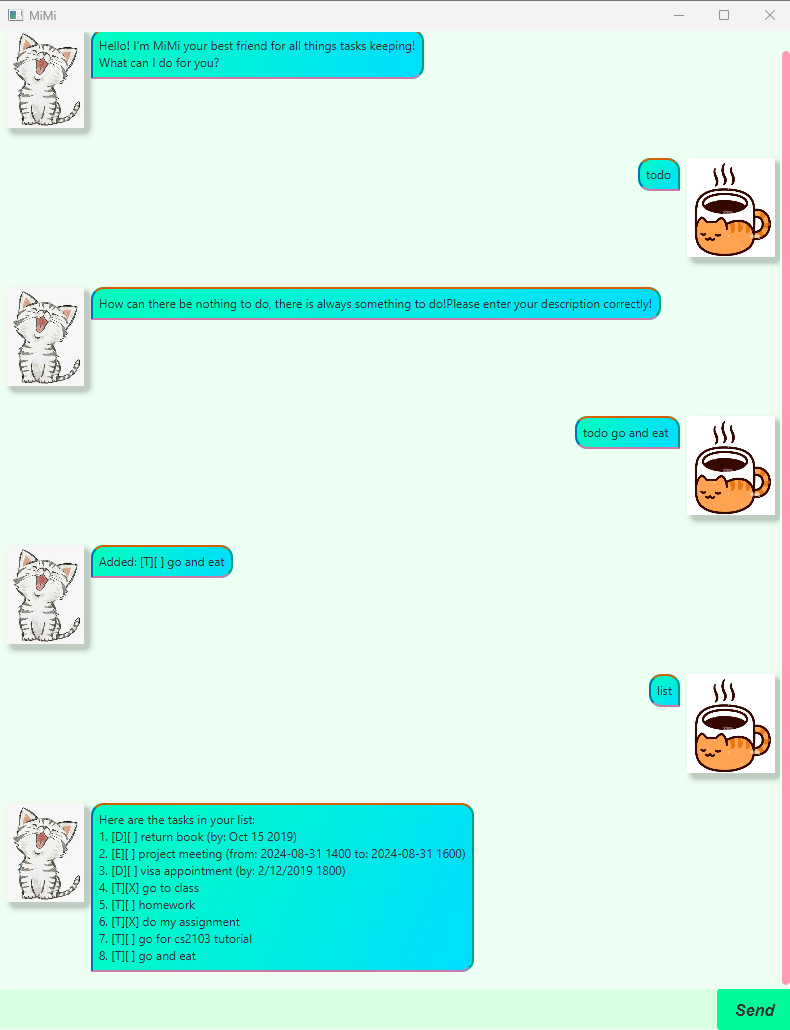 MiMi
Hello! I'm MiMi your best friend for all things tasks keeping!
What can I do for you?
todo
How can there be nothing to do, there is always something to do!Please enter your description correctly!
todo go and eat
Added: [T][ ] go and eat
list
Here are the tasks in your list:
1. [D][ ] return book (by: Oct 15 2019)
2. [E][ ] project meeting (from: 2024-08-31 1400 to: 2024-08-31 1600)
3. [D][ ] visa appointment (by: 2/12/2019 1800)
4. [T][X] go to class
5. [T][ ] homework
6. [T][X] do my assignment
7. [T][ ] go for cs2103 tutorial
8. [T][ ] go and eat
Send